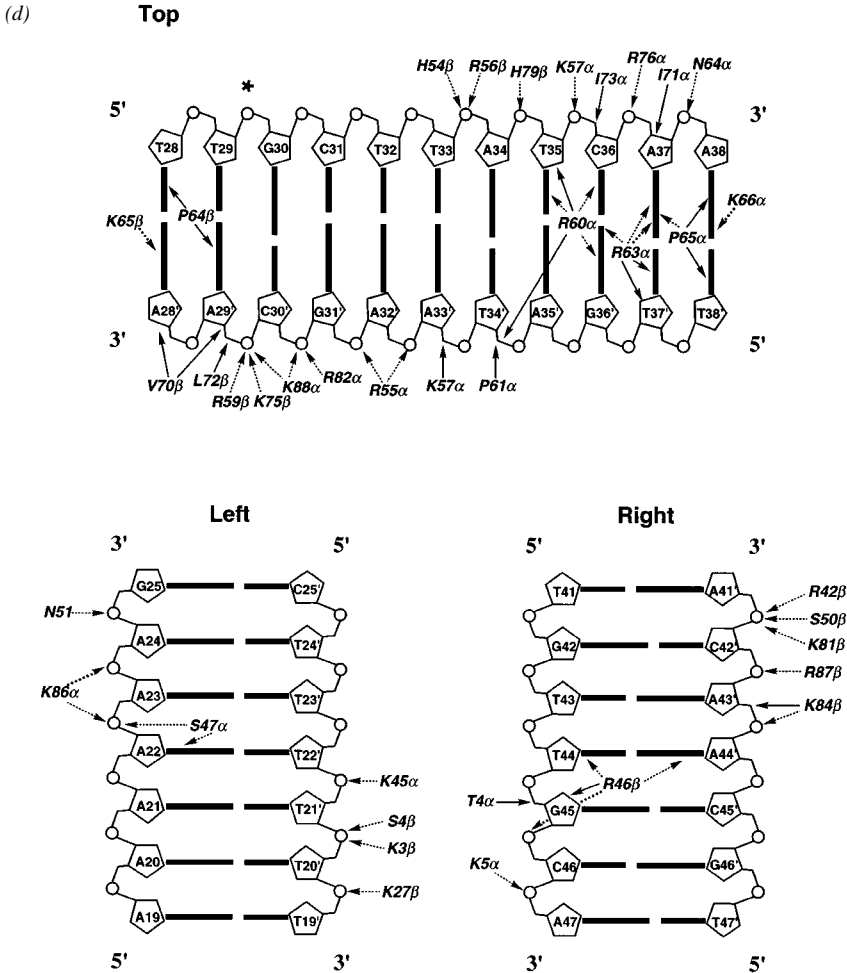 (d)
Top
H54β R56β H79β K57α I73α R76α I71α N64α
5' * 3'
T28 T29 G30 C31 T32 T33 A34 T35 C36 A37 A38
K65β P64β R60α R63α P65α K66α
A28' A29' C30' G31' A32' A33' T34' A35' G36' T37' T38'
3' 5'
V70β L72β R59β K75β K88α R82α R55α K57α P61α
Left
3' 5'
G25 C25'
N51
A24 T24'
K86α
A23 T23'
S47α
A22 T22'
K45α
A21 T21'
S4β
K3β
A20 T20'
K27β
A19 T19'
5' 3'
Right
5' 3'
T41 A41'
R42β
S50β
K81β
G42 C42'
R87β
T43 A43'
K84β
T44 A44'
R46β
T4α
G45 C45'
K5α
C46 G46'
A47 T47'
3' 5'